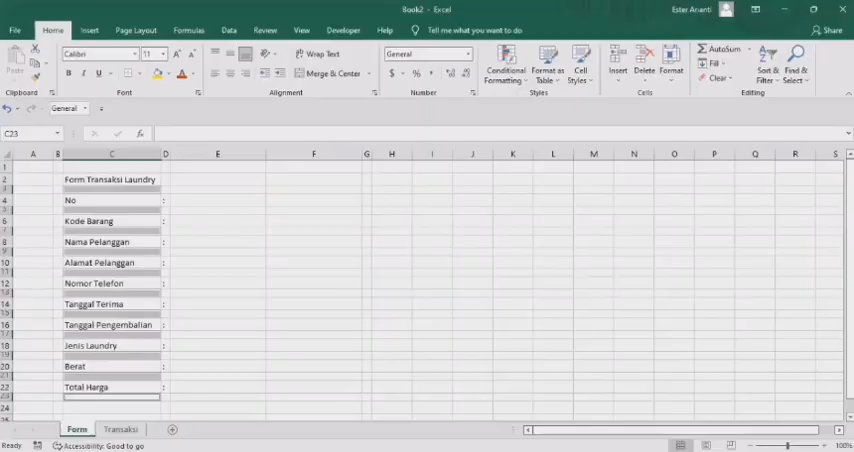 Book2 - Excel
Ester Arianti
File Home Insert Page Layout Formulas Data Review View Developer Help Tell me what you want to do Share
Paste Calibri 11 A A Wrap Text General Conditional Formatting Format as Table Cell Styles Insert Delete Format AutoSum Fill Clear Sort & Filter Find & Select
B I U A Merge & Center $ % ,
Clipboard Font Alignment Number Styles Cells Editing
General
C23 fx
A B C D E F G H I J K L M N O P Q R S
1
2 Form Transaksi Laundry
3
4 No :
5
6 Kode Barang :
7
8 Nama Pelanggan :
9
10 Alamat Pelanggan :
11
12 Nomor Telefon :
13
14 Tanggal Terima :
15
16 Tanggal Pengembalian :
17
18 Jenis Laundry :
19
20 Berat :
21
22 Total Harga :
23
24
25
Form Transaksi
Ready Accessibility: Good to go 100%